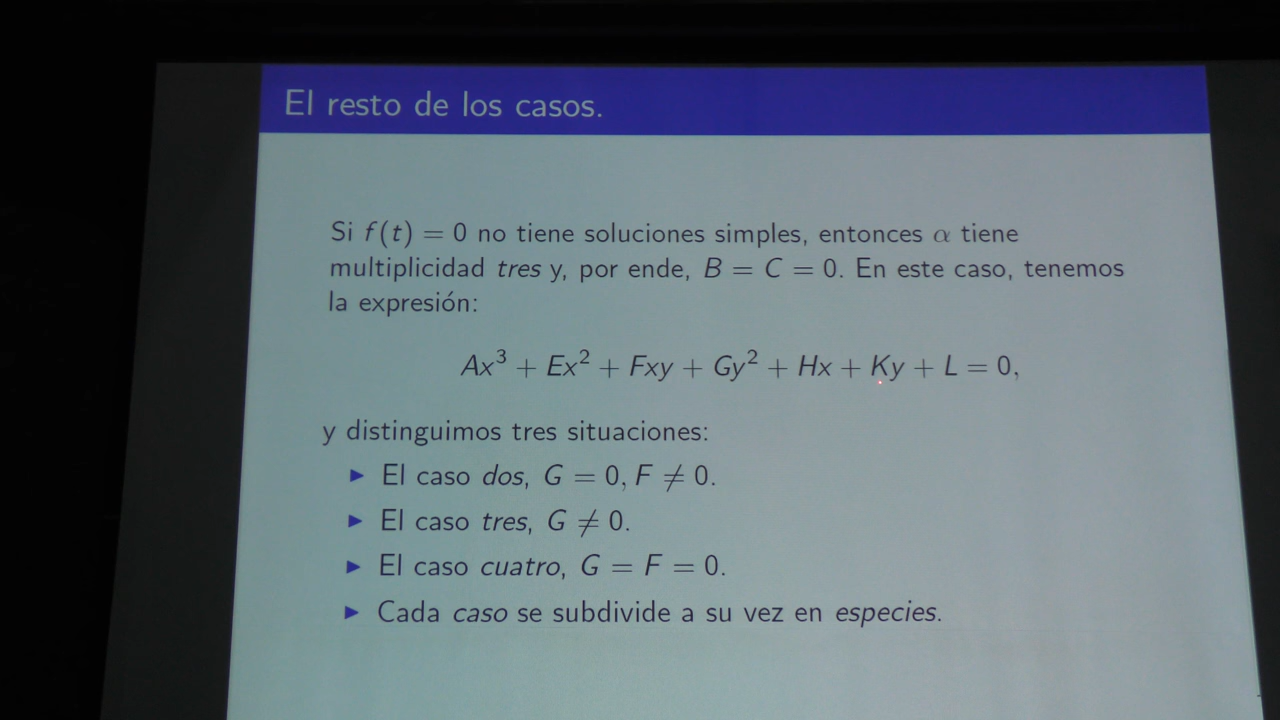 El resto de los casos.
Si f(t) = 0 no tiene soluciones simples, entonces α tiene
multiplicidad tres y, por ende, B = C = 0. En este caso, tenemos
la expresión:
Ax³ + Ex² + Fxy + Gy² + Hx + Ky + L = 0,
y distinguimos tres situaciones:
▶ El caso dos, G = 0, F ≠ 0.
▶ El caso tres, G ≠ 0.
▶ El caso cuatro, G = F = 0.
▶ Cada caso se subdivide a su vez en especies.